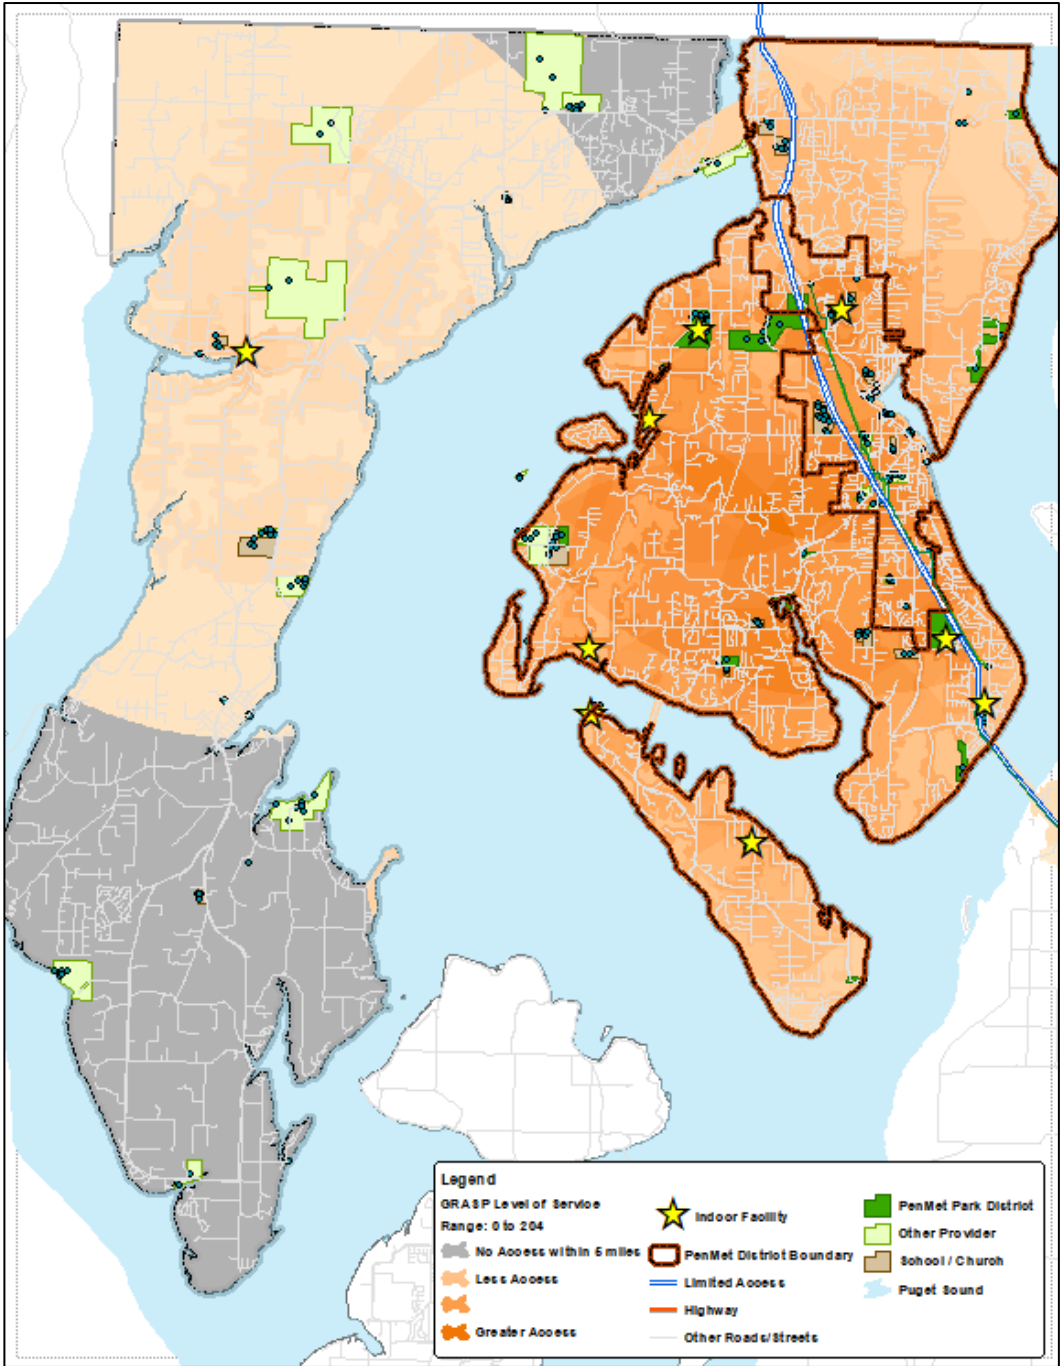 Legend
GRASP Level of Service
Range: 0 to 204
No Access within 5 miles
Less Access
Greater Access
Indoor Facility
PenMet District Boundary
Limited Access
Highway
Other Roads/Streets
PenMet Park District
Other Provider
School / Church
Puget Sound